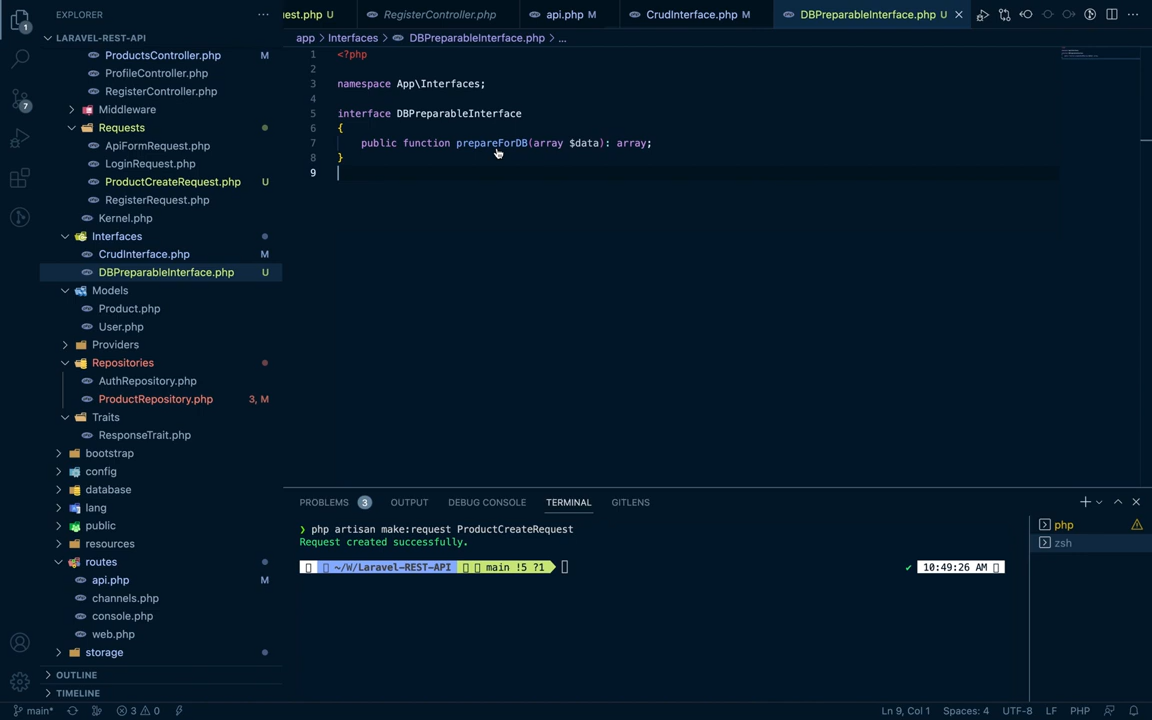 EXPLORER
LARAVEL-REST-API
ProductsController.php M
ProfileController.php
RegisterController.php
Middleware
Requests
ApiFormRequest.php
LoginRequest.php
ProductCreateRequest.php U
RegisterRequest.php
Kernel.php
Interfaces
CrudInterface.php M
DBPreparableInterface.php U
Models
Product.php
User.php
Providers
Repositories
AuthRepository.php
ProductRepository.php 3, M
Traits
ResponseTrait.php
bootstrap
config
database
lang
public
resources
routes
api.php M
channels.php
console.php
web.php
storage
OUTLINE
TIMELINE
uest.php U RegisterController.php api.php M CrudInterface.php M DBPreparableInterface.php U
app > Interfaces > DBPreparableInterface.php > ...
1 <?php
2
3 namespace App\Interfaces;
4
5 interface DBPreparableInterface
6 {
7 public function prepareForDB(array $data): array;
8 }
9
PROBLEMS 3 OUTPUT DEBUG CONSOLE TERMINAL GITLENS
❯ php artisan make:request ProductCreateRequest
Request created successfully.
~/W/Laravel-REST-API main !5 ?1 ✔ 10:49:26 AM
php
zsh
1
7
main* 3 0 Ln 9, Col 1 Spaces: 4 UTF-8 LF PHP